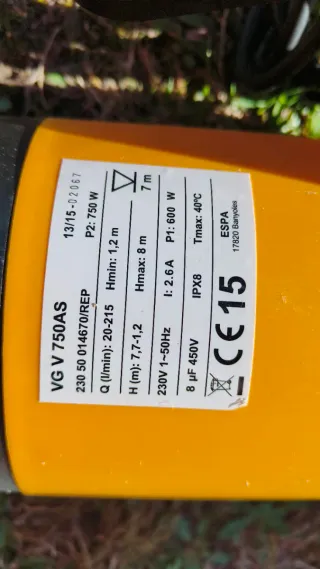 VG V 750AS 13/15-02067
230 50 014670/REP P2: 750 W
Q (l/min): 20-215 Hmin: 1,2 m
H (m): 7,7-1,2 Hmax: 8 m 7 m
230V 1~50Hz I: 2.6 A P1: 600 W
8 µF 450V IPX8 Tmax: 40ºC
CE 15 ESPA
17820 Banyoles